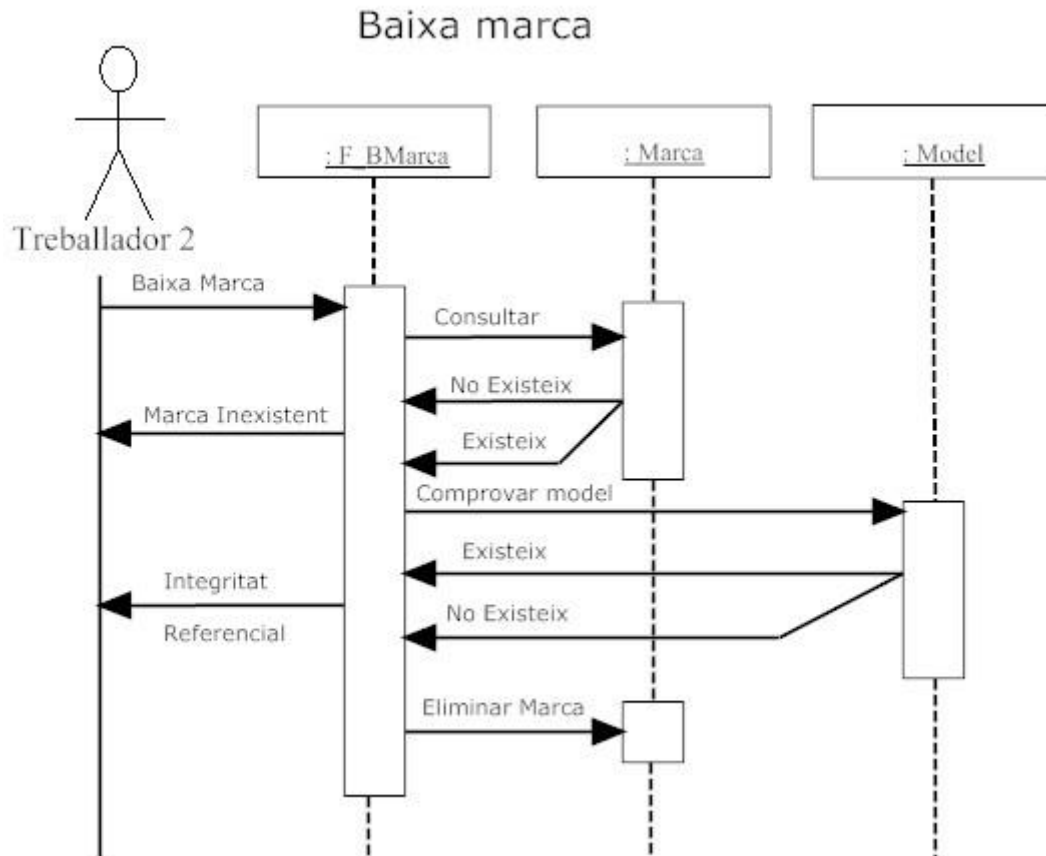 Baixa marca
: F_BMarca
: Marca
: Model
Treballador 2
Baixa Marca
Consultar
No Existeix
Marca Inexistent
Existeix
Comprovar model
Existeix
Integritat
Referencial
No Existeix
Eliminar Marca